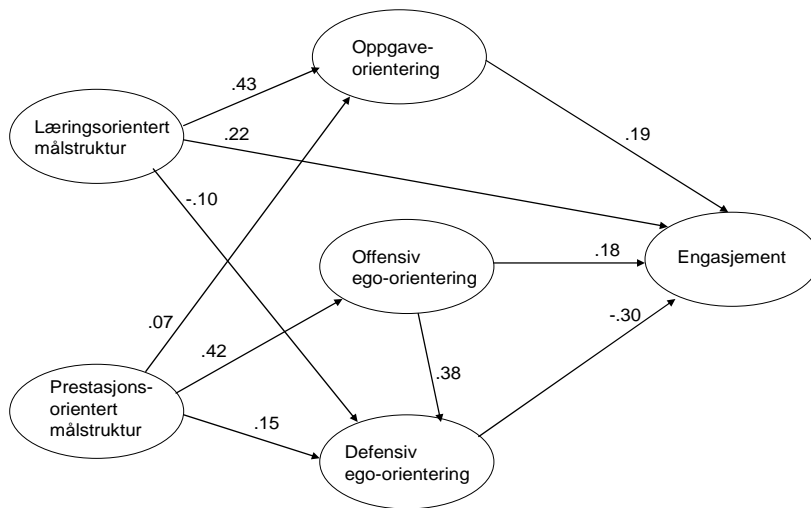 Oppgave-
orientering
.43
Læringsorientert
målstruktur
.22
.19
-.10
Offensiv
ego-orientering
.18
Engasjement
.07
.42
-.30
.38
Prestasjons-
orientert
målstruktur
.15
Defensiv
ego-orientering